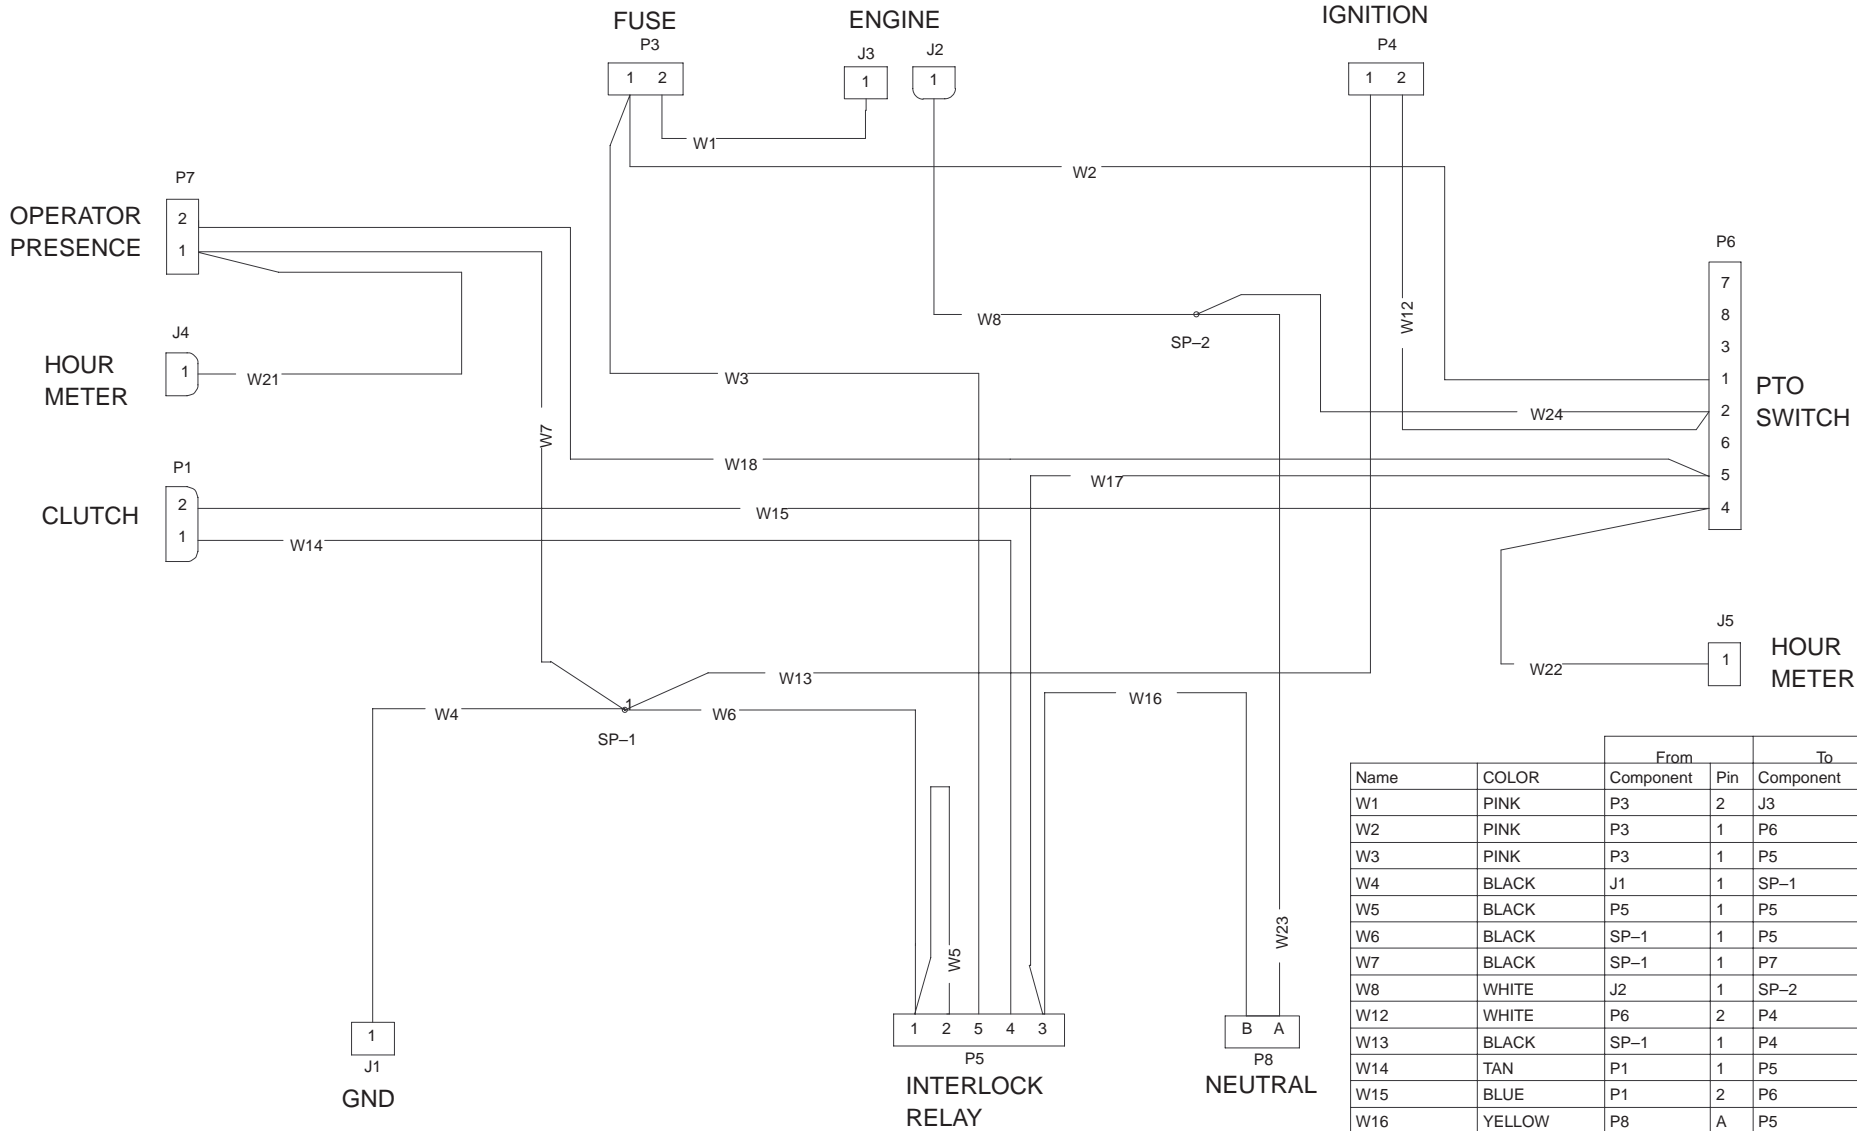 FUSE
ENGINE
IGNITION
P3
J3
J2
P4
1 2
1
1
1 2
W1
W2
P7
OPERATOR
PRESENCE
2
1
P6
7
8
3
1
2
6
5
4
PTO
SWITCH
W8
SP–2
W12
J4
HOUR
METER
1
W21
W3
W24
W7
W18
W17
P1
CLUTCH
2
1
W15
W14
J5
1
HOUR
METER
W22
W13
W16
W4
1
W6
SP–1
W5
W23
1
J1
GND
1 2 5 4 3
P5
INTERLOCK
RELAY
B A
P8
NEUTRAL
From To
Name COLOR Component Pin Component
W1 PINK P3 2 J3
W2 PINK P3 1 P6
W3 PINK P3 1 P5
W4 BLACK J1 1 SP–1
W5 BLACK P5 1 P5
W6 BLACK SP–1 1 P5
W7 BLACK SP–1 1 P7
W8 WHITE J2 1 SP–2
W12 WHITE P6 2 P4
W13 BLACK SP–1 1 P4
W14 TAN P1 1 P5
W15 BLUE P1 2 P6
W16 YELLOW P8 A P5